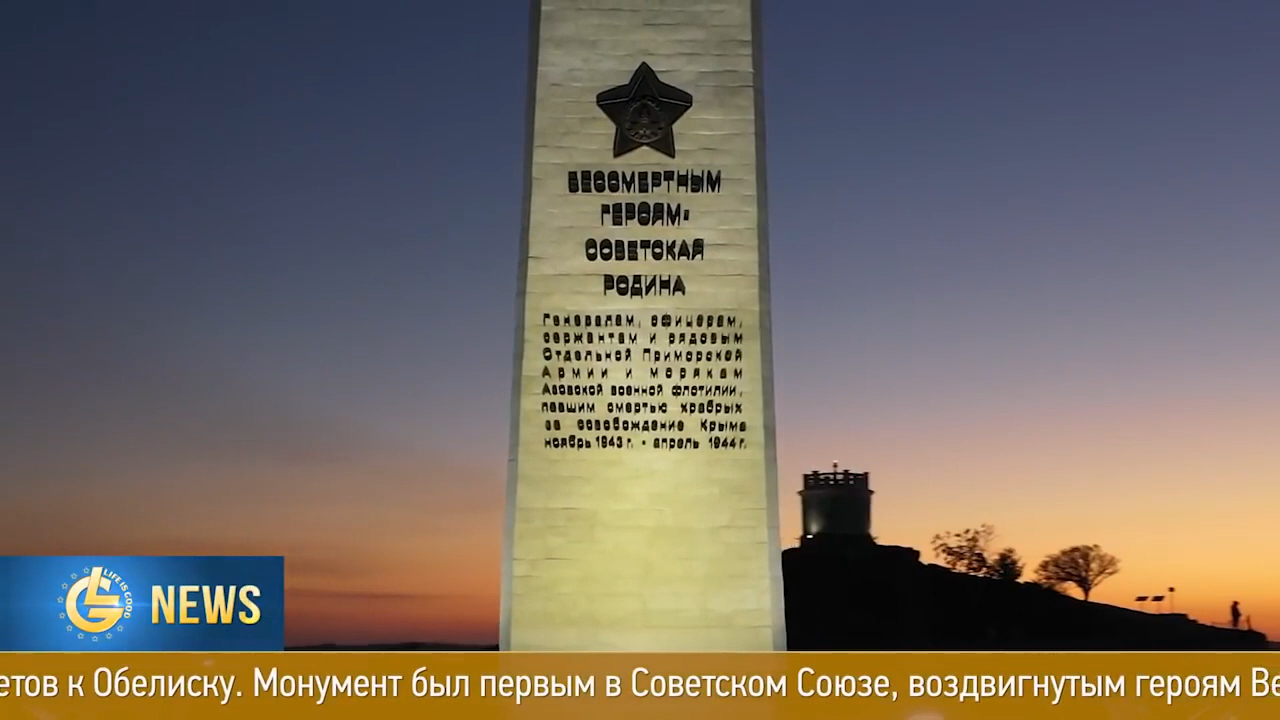 БЕССМЕРТНЫМ
ГЕРОЯМ-
СОВЕТСКАЯ
РОДИНА
Генералам, офицерам,
сержантам и рядовым
Отдельной Приморской
Армии и морякам
Азовской военной флотилии,
павшим смертью храбрых
за освобождение Крыма
ноябрь 1943 г. - апрель 1944 г.
LIFE IS GOOD
NEWS
етов к Обелиску. Монумент был первым в Советском Союзе, воздвигнутым героям Ве